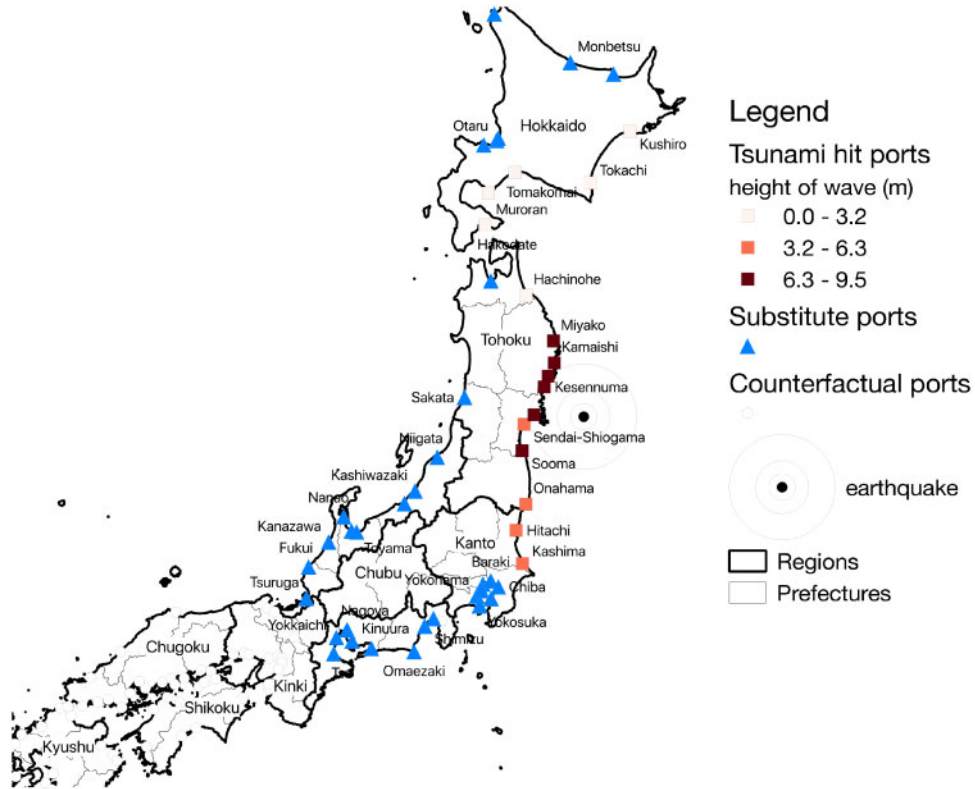 Monbetsu
Otaru
Hokkaido
Kushiro
Tokachi
Tomakomai
Muroran
Hakodate
Hachinohe
Tohoku
Miyako
Kamaishi
Kesennuma
Sakata
Sendai-Shiogama
Niigata
Sooma
Kashiwazaki
Onahama
Nanao
Kanazawa
Hitachi
Kanto
Toyama
Fukui
Kashima
Baraki
Chubu
Yokohama
Chiba
Tsuruga
Nagoya
Yokosuka
Yokkaichi
Kinuura
Shimizu
Chugoku
Omaezaki
Kinki
Shikoku
Kyushu
Legend
Tsunami hit ports
height of wave (m)
0.0 - 3.2
3.2 - 6.3
6.3 - 9.5
Substitute ports
Counterfactual ports
earthquake
Regions
Prefectures